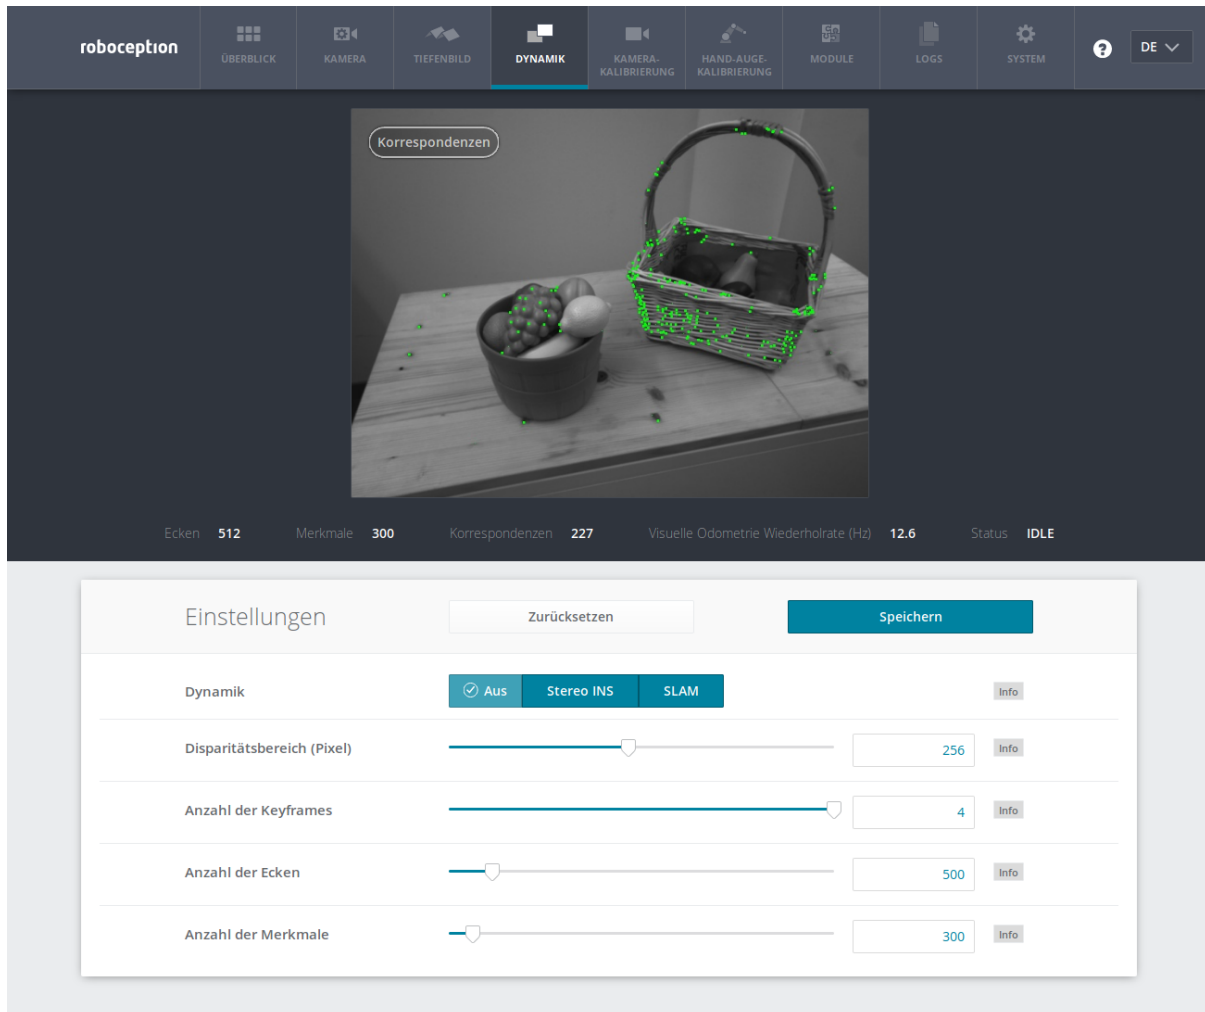 roboception
ÜBERBLICK
KAMERA
TIEFENBILD
DYNAMIK
KAMERA-
KALIBRIERUNG
HAND-AUGE-
KALIBRIERUNG
MODULE
LOGS
SYSTEM
?
DE
Korrespondenzen
Ecken 512 Merkmale 300 Korrespondenzen 227 Visuelle Odometrie Wiederholrate (Hz) 12.6 Status IDLE
Einstellungen Zurücksetzen Speichern
Dynamik Aus Stereo INS SLAM Info
Disparitätsbereich (Pixel) 256 Info
Anzahl der Keyframes 4 Info
Anzahl der Ecken 500 Info
Anzahl der Merkmale 300 Info